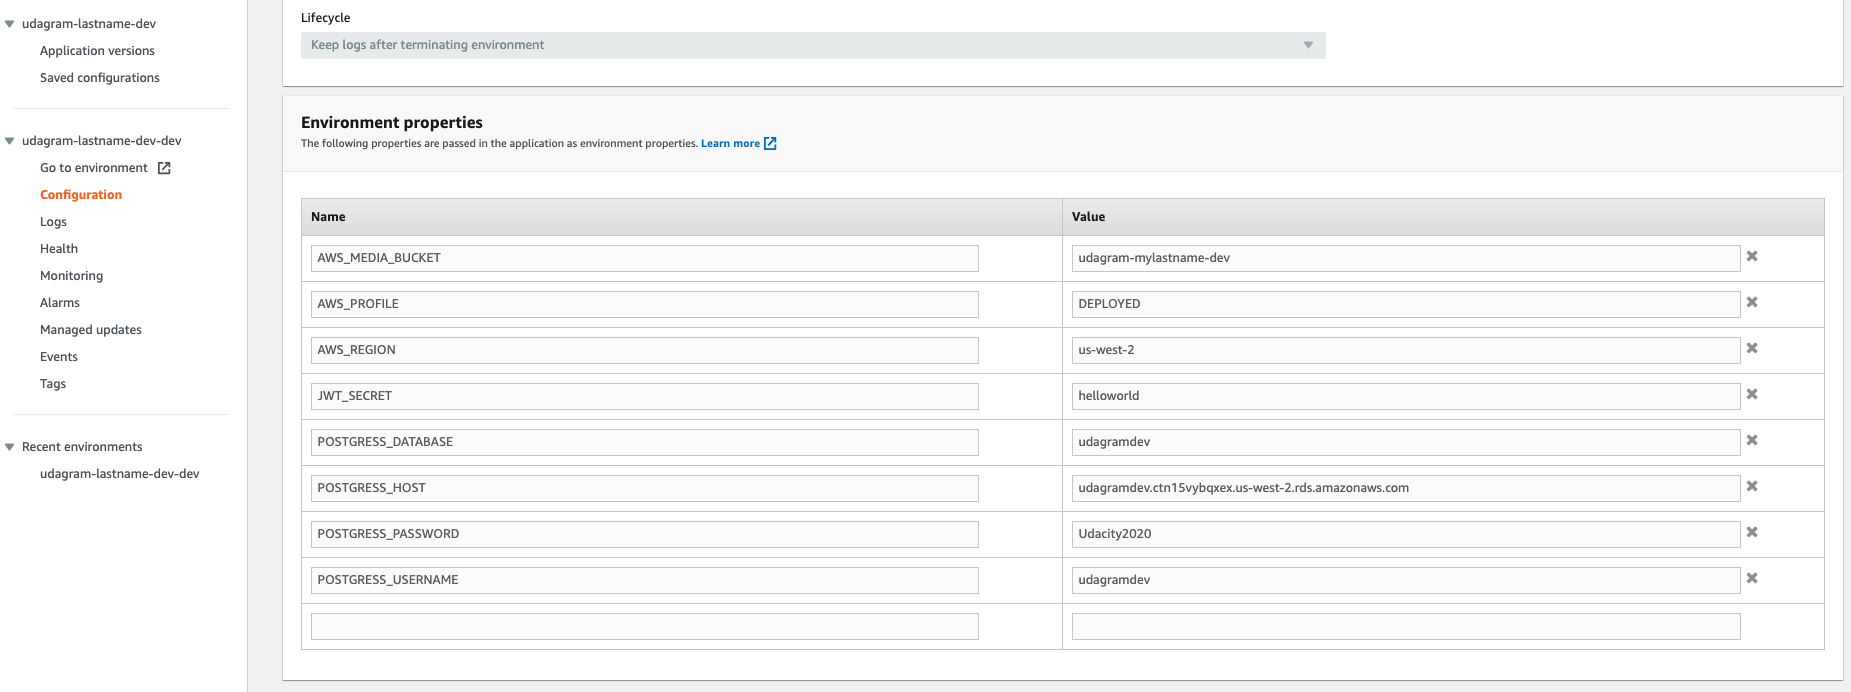 udagram-lastname-dev
Application versions
Saved configurations
udagram-lastname-dev-dev
Go to environment
Configuration
Logs
Health
Monitoring
Alarms
Managed updates
Events
Tags
Recent environments
udagram-lastname-dev-dev
Lifecycle
Keep logs after terminating environment
Environment properties
The following properties are passed in the application as environment properties. Learn more
Name Value
AWS_MEDIA_BUCKET udagram-mylastname-dev
AWS_PROFILE DEPLOYED
AWS_REGION us-west-2
JWT_SECRET helloworld
POSTGRESS_DATABASE udagramdev
POSTGRESS_HOST udagramdev.ctn15vybqxex.us-west-2.rds.amazonaws.com
POSTGRESS_PASSWORD Udacity2020
POSTGRESS_USERNAME udagramdev